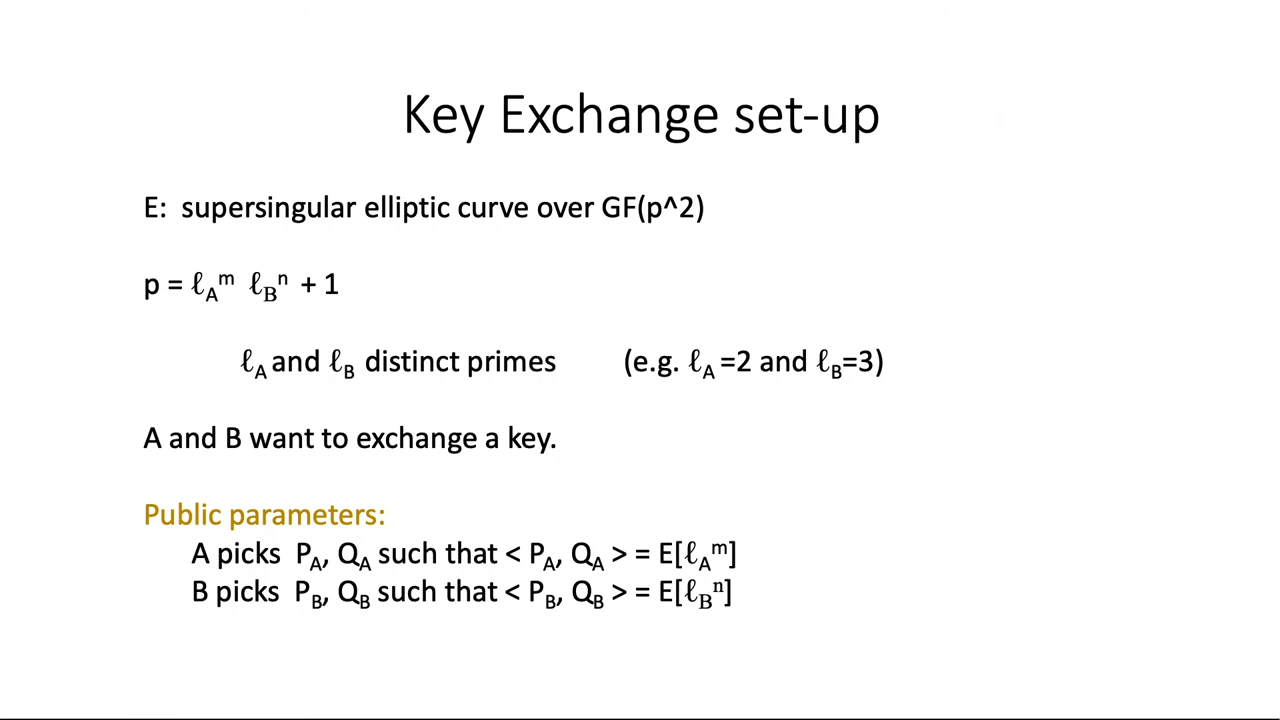 Key Exchange set-up
E: supersingular elliptic curve over GF(p^2)
p = ℓ_A^m ℓ_B^n + 1
ℓ_A and ℓ_B distinct primes (e.g. ℓ_A =2 and ℓ_B=3)
A and B want to exchange a key.
Public parameters:
A picks P_A, Q_A such that < P_A, Q_A > = E[ℓ_A^m]
B picks P_B, Q_B such that < P_B, Q_B > = E[ℓ_B^n]